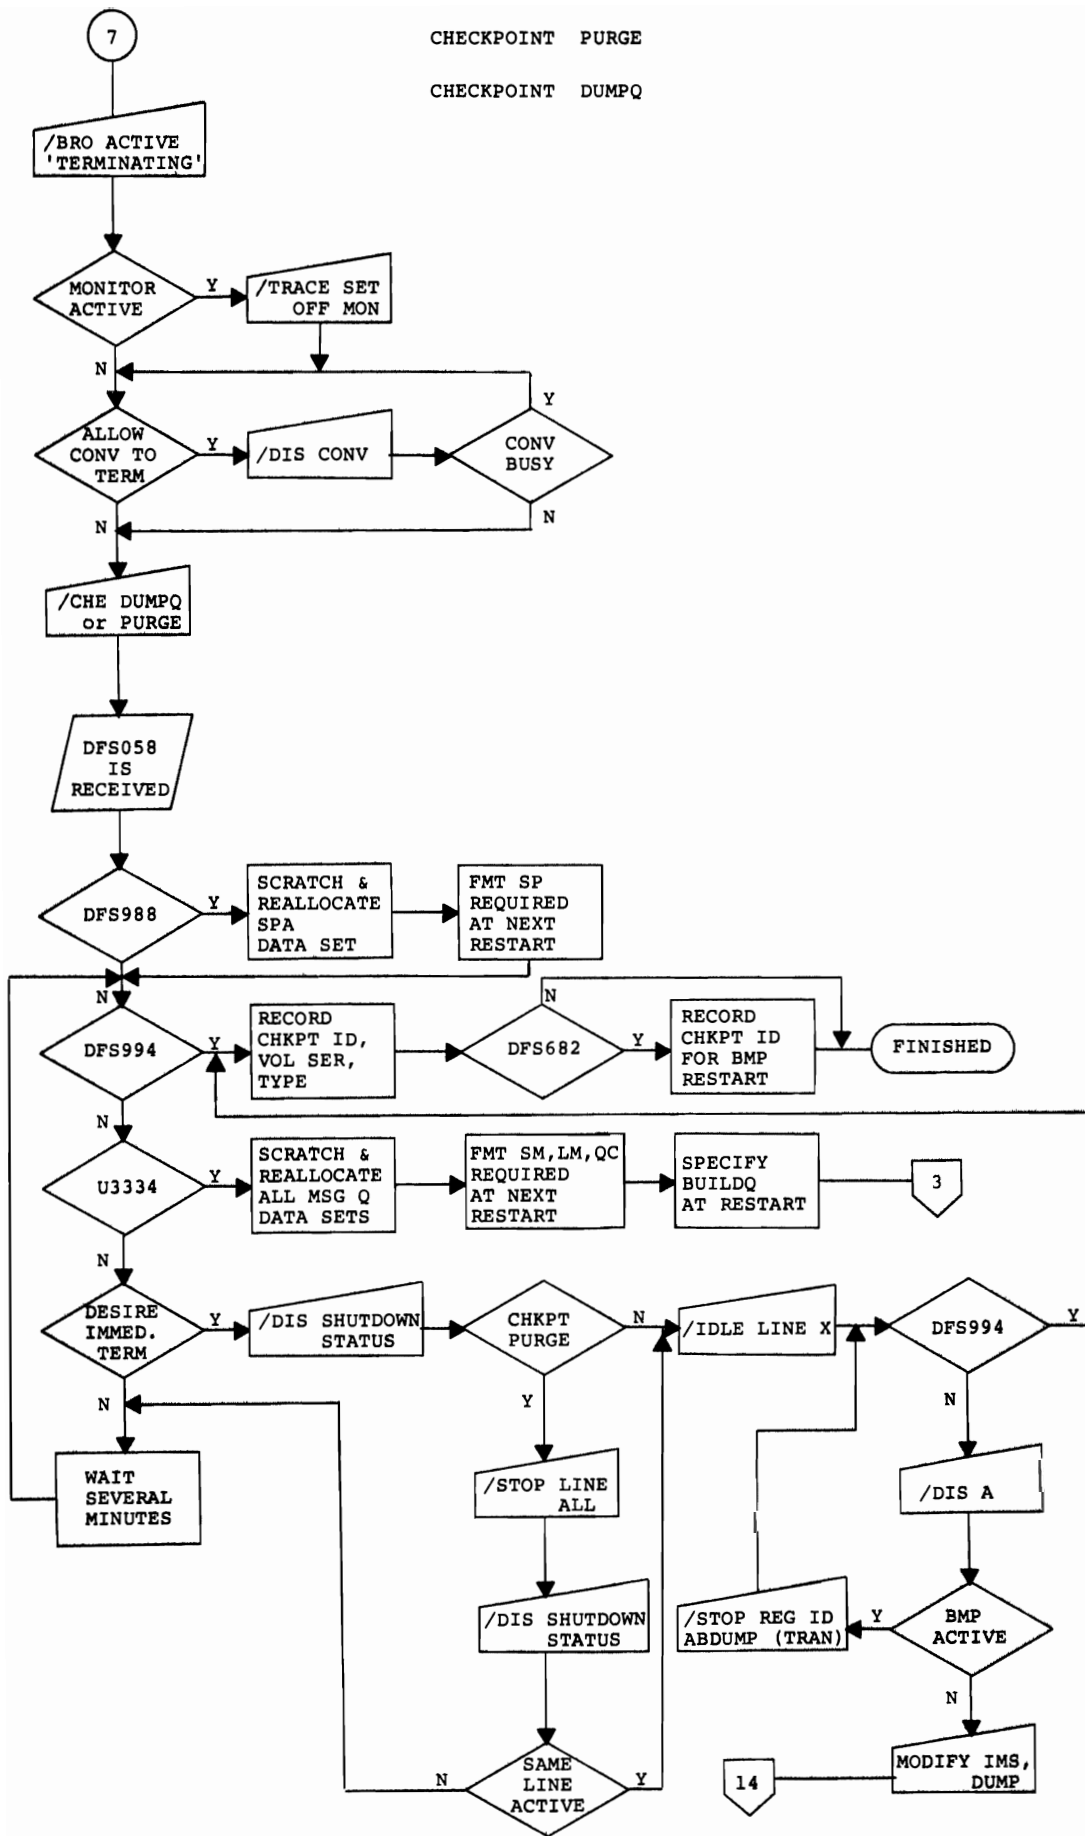 7
CHECKPOINT PURGE
CHECKPOINT DUMPQ
/BRO ACTIVE
'TERMINATING'
MONITOR
ACTIVE
Y
/TRACE SET
OFF MON
N
ALLOW
CONV TO
TERM
Y
/DIS CONV
CONV
BUSY
Y
N
N
/CHE DUMPQ
or PURGE
DFS058
IS
RECEIVED
DFS988
Y
SCRATCH &
REALLOCATE
SPA
DATA SET
FMT SP
REQUIRED
AT NEXT
RESTART
N
DFS994
Y
RECORD
CHKPT ID,
VOL SER,
TYPE
DFS682
N
Y
RECORD
CHKPT ID
FOR BMP
RESTART
FINISHED
N
U3334
Y
SCRATCH &
REALLOCATE
ALL MSG Q
DATA SETS
FMT SM,LM,QC
REQUIRED
AT NEXT
RESTART
SPECIFY
BUILDQ
AT RESTART
3
N
DESIRE
IMMED.
TERM
Y
/DIS SHUTDOWN
STATUS
CHKPT
PURGE
N
/IDLE LINE X
DFS994
Y
N
Y
N
WAIT
SEVERAL
MINUTES
/STOP LINE
ALL
/DIS A
/DIS SHUTDOWN
STATUS
/STOP REG ID
ABDUMP (TRAN)
Y
BMP
ACTIVE
N
SAME
LINE
ACTIVE
N
Y
14
MODIFY IMS,
DUMP